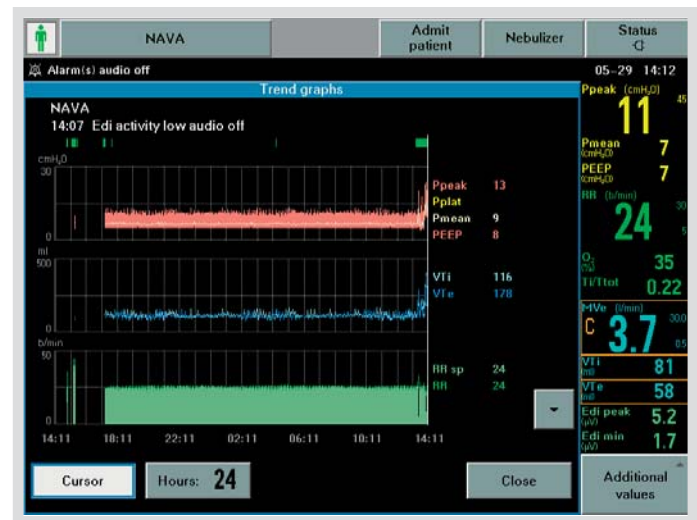 NAVA
Admit patient
Nebulizer
Status
Alarm(s) audio off
05-29 14:12
Trend graphs
NAVA
14:07 Edi activity low audio off
cmH₂O
30
0
Ppeak 13
Pplat
Pmean 9
PEEP 8
ml
500
0
VTi 116
VTe 178
b/min
50
0
RR sp 24
RR 24
14:11 18:11 22:11 02:11 06:11 10:11 14:11
Cursor
Hours: 24
Close
Ppeak (cmH₂O) 45
11
Pmean (cmH₂O) 7
PEEP (cmH₂O) 7
RR (b/min) 30
24 5
O₂ (%) 35
Ti/Ttot 0.22
MVe (l/min) 30.0
C 3.7 0.5
VTi (ml) 81
VTe (ml) 58
Edi peak (µV) 5.2
Edi min (µV) 1.7
Additional values